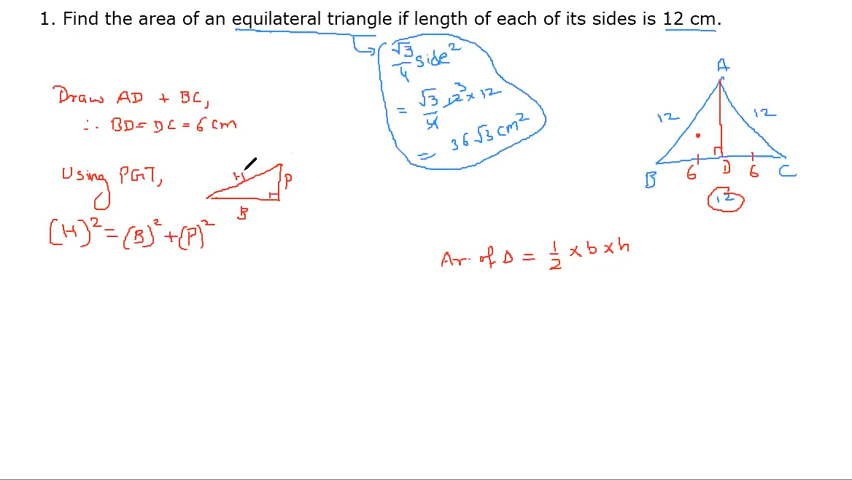 1. Find the area of an equilateral triangle if length of each of its sides is 12 cm.
√3/4 side²
= √3/4 12³ × 12
= 36√3 cm²
Draw AD + BC,
∴ BD = DC = 6 cm
Using PGT,
H
P
B
(H)² = (B)² + (P)²
A
12
12
B
6
D
6
C
12
Ar. of Δ = 1/2 × b × h